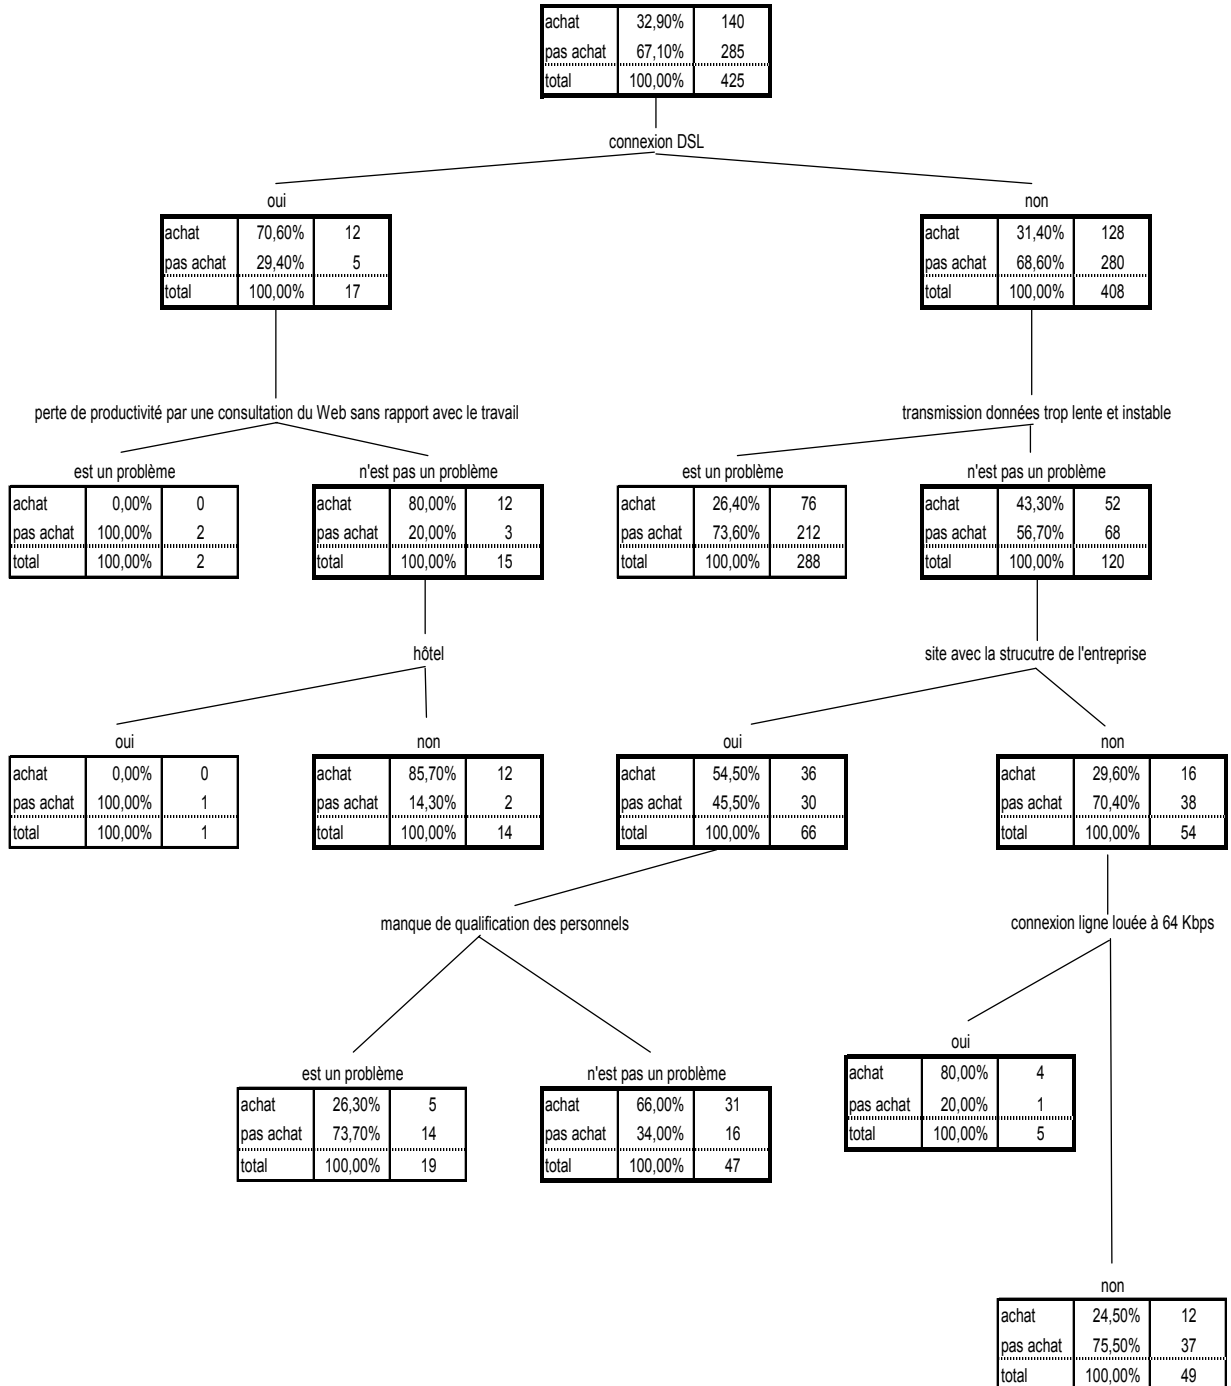 achat 32,90% 140
pas achat 67,10% 285
total 100,00% 425
connexion DSL
oui
achat 70,60% 12
pas achat 29,40% 5
total 100,00% 17
non
achat 31,40% 128
pas achat 68,60% 280
total 100,00% 408
perte de productivité par une consultation du Web sans rapport avec le travail
transmission données trop lente et instable
est un problème
achat 0,00% 0
pas achat 100,00% 2
total 100,00% 2
n'est pas un problème
achat 80,00% 12
pas achat 20,00% 3
total 100,00% 15
est un problème
achat 26,40% 76
pas achat 73,60% 212
total 100,00% 288
n'est pas un problème
achat 43,30% 52
pas achat 56,70% 68
total 100,00% 120
hôtel
site avec la strucutre de l'entreprise
oui
achat 0,00% 0
pas achat 100,00% 1
total 100,00% 1
non
achat 85,70% 12
pas achat 14,30% 2
total 100,00% 14
oui
achat 54,50% 36
pas achat 45,50% 30
total 100,00% 66
non
achat 29,60% 16
pas achat 70,40% 38
total 100,00% 54
manque de qualification des personnels
connexion ligne louée à 64 Kbps
est un problème
achat 26,30% 5
pas achat 73,70% 14
total 100,00% 19
n'est pas un problème
achat 66,00% 31
pas achat 34,00% 16
total 100,00% 47
oui
achat 80,00% 4
pas achat 20,00% 1
total 100,00% 5
non
achat 24,50% 12
pas achat 75,50% 37
total 100,00% 49